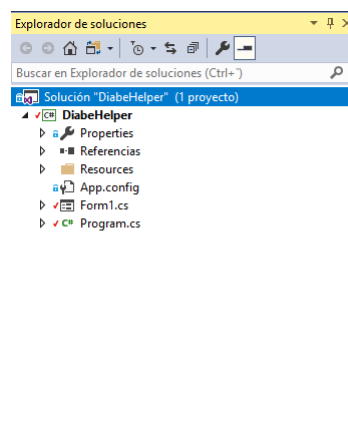 Explorador de soluciones
Buscar en Explorador de soluciones (Ctrl+¨)
Solución "DiabeHelper" (1 proyecto)
C# DiabeHelper
Properties
Referencias
Resources
App.config
Form1.cs
C# Program.cs